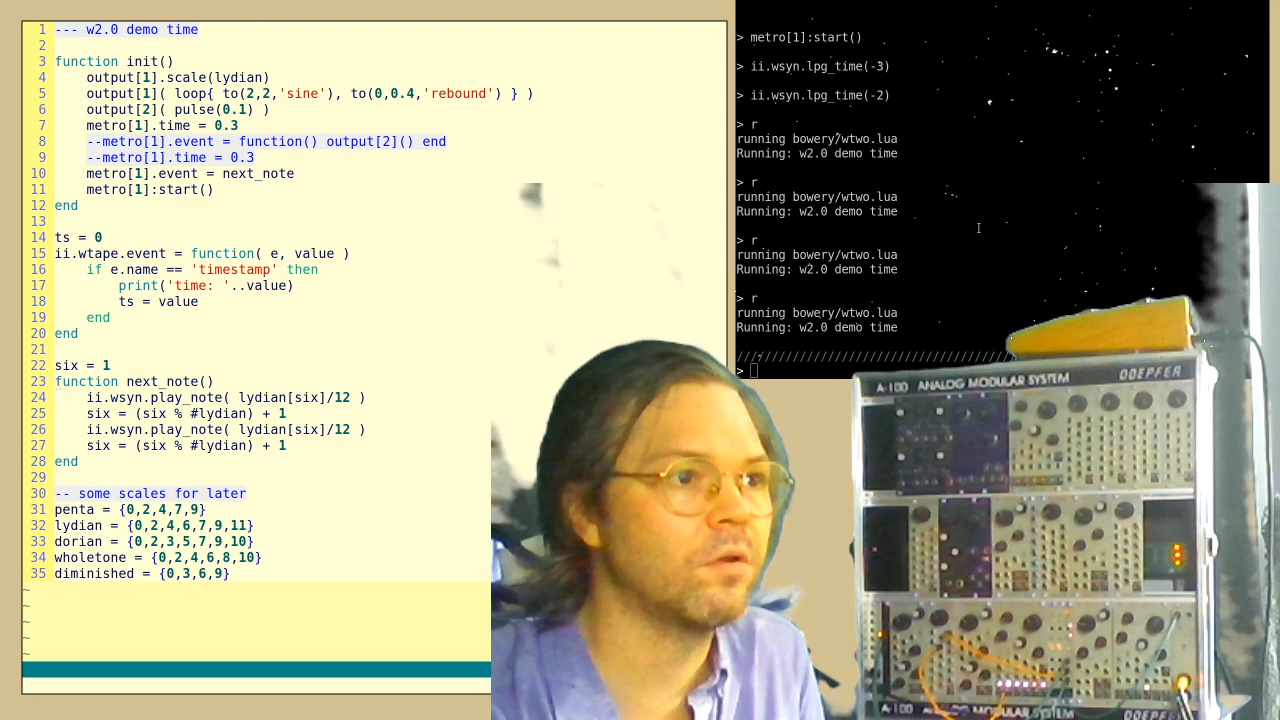 1 --- w2.0 demo time
2
3 function init()
4 output[1].scale(lydian)
5 output[1]( loop{ to(2,2,'sine'), to(0,0.4,'rebound') } )
6 output[2]( pulse(0.1) )
7 metro[1].time = 0.3
8 --metro[1].event = function() output[2]() end
9 --metro[1].time = 0.3
10 metro[1].event = next_note
11 metro[1]:start()
12 end
13
14 ts = 0
15 ii.wtape.event = function( e, value )
16 if e.name == 'timestamp' then
17 print('time: '..value)
18 ts = value
19 end
20 end
21
22 six = 1
23 function next_note()
24 ii.wsyn.play_note( lydian[six]/12 )
25 six = (six % #lydian) + 1
26 ii.wsyn.play_note( lydian[six]/12 )
27 six = (six % #lydian) + 1
28 end
29
30 -- some scales for later
31 penta = {0,2,4,7,9}
32 lydian = {0,2,4,6,7,9,11}
33 dorian = {0,2,3,5,7,9,10}
34 wholetone = {0,2,4,6,8,10}
35 diminished = {0,3,6,9}
~
~
~
~
~
> metro[1]:start()
> ii.wsyn.lpg_time(-3)
> ii.wsyn.lpg_time(-2)
> r
running bowery/wtwo.lua
Running: w2.0 demo time
> r
running bowery/wtwo.lua
Running: w2.0 demo time
> r
running bowery/wtwo.lua
Running: w2.0 demo time
> r
running bowery/wtwo.lua
Running: w2.0 demo time
///////////////////////////////////////
>
A-100 ANALOG MODULAR SYSTEM DOEPFER
A-100 ANALOG MODULAR SYSTEM DOEPFER